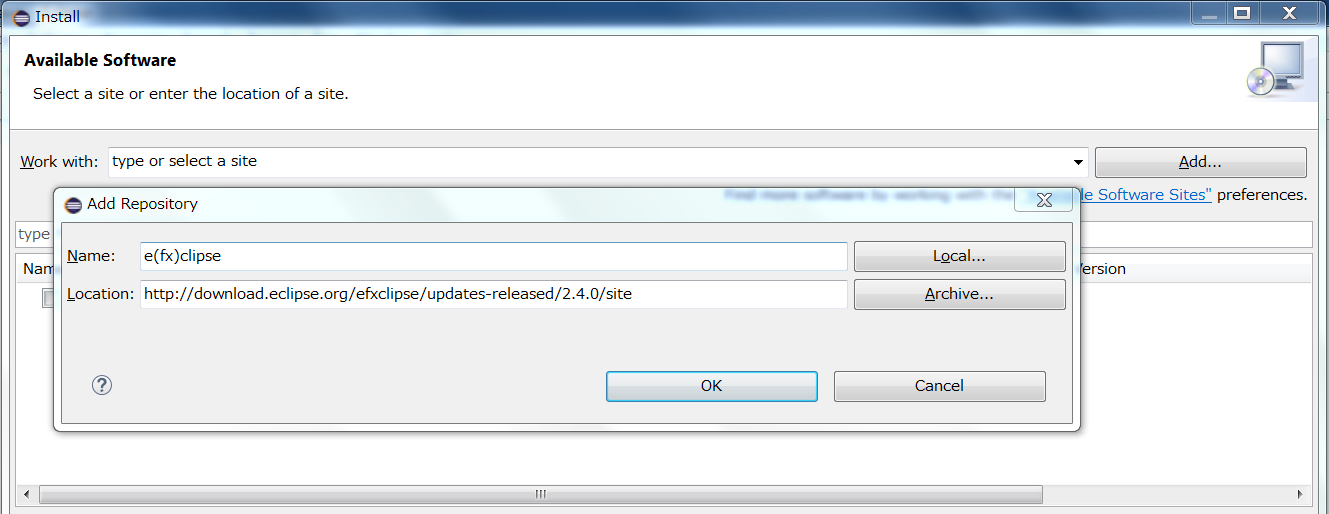 Install
Available Software
Select a site or enter the location of a site.
Work with: type or select a site Add...
Find more software by working with the le Software Sites" preferences.
Add Repository
type
Name: e(fx)clipse Local...
Nam ersion
Location: http://download.eclipse.org/efxclipse/updates-released/2.4.0/site Archive...
? OK Cancel